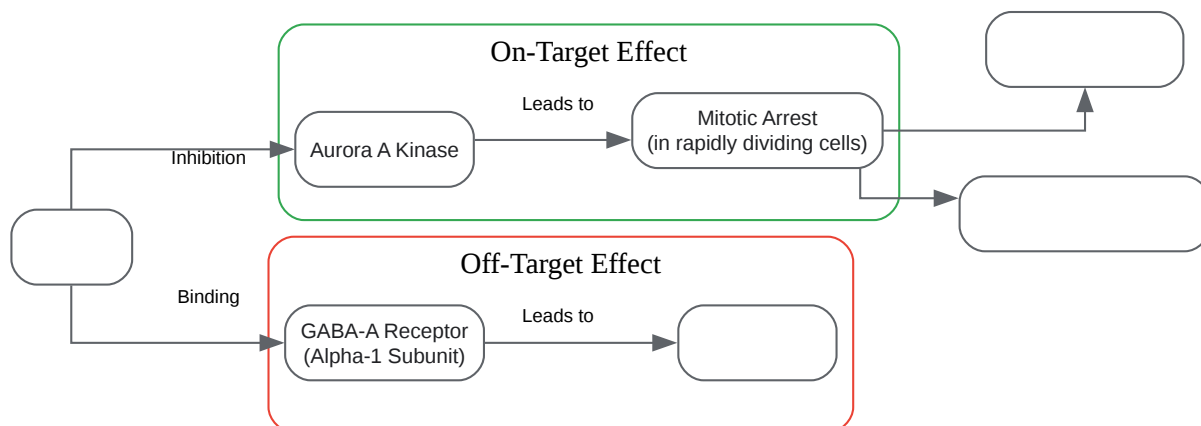 On-Target Effect
Inhibition
Aurora A Kinase
Leads to
Mitotic Arrest
(in rapidly dividing cells)
Off-Target Effect
Binding
GABA-A Receptor
(Alpha-1 Subunit)
Leads to